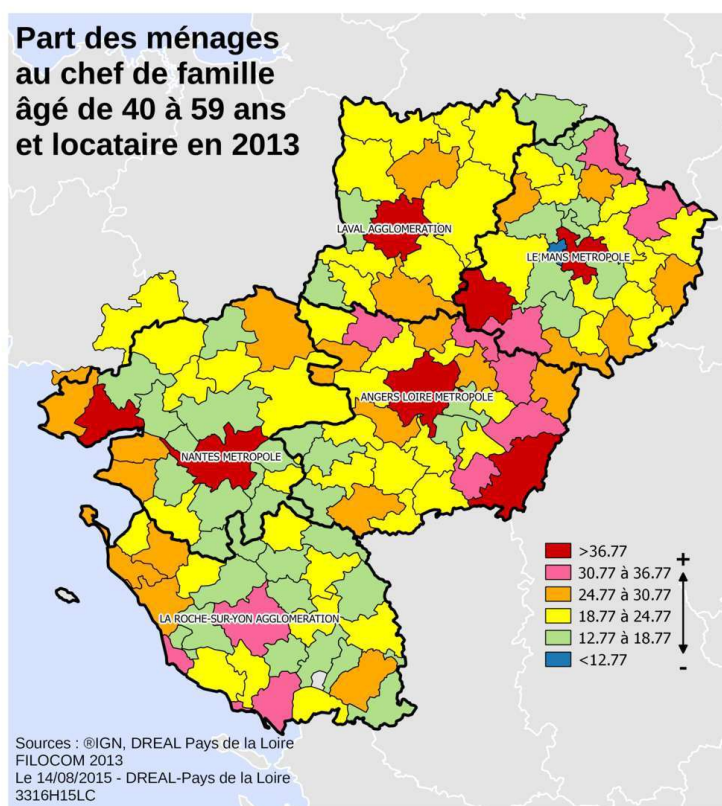 Part des ménages
au chef de famille
âgé de 40 à 59 ans
et locataire en 2013
LAVAL AGGLOMERATION
LE MANS METROPOLE
ANGERS LOIRE METROPOLE
NANTES METROPOLE
LA ROCHE-SUR-YON AGGLOMERATION
>36.77
30.77 à 36.77
24.77 à 30.77
18.77 à 24.77
12.77 à 18.77
<12.77
+
-
Sources : ®IGN, DREAL Pays de la Loire
FILOCOM 2013
Le 14/08/2015 - DREAL-Pays de la Loire
3316H15LC